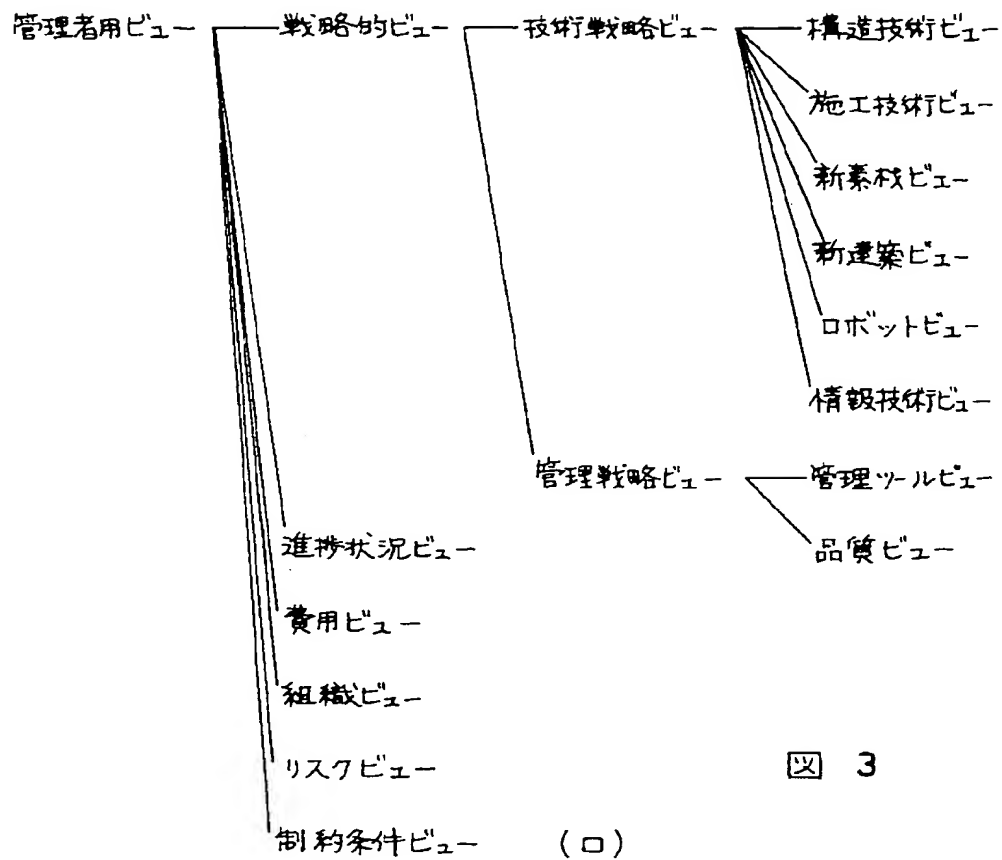 管理者用ビュー 戦略的ビュー 技術戦略ビュー 構造技術ビュー
施工技術ビュー
新素材ビュー
新建築ビュー
ロボットビュー
情報技術ビュー
管理戦略ビュー 管理ツールビュー
進捗状況ビュー 品質ビュー
費用ビュー
組織ビュー
リスクビュー 図 3
制約条件ビュー (ロ)